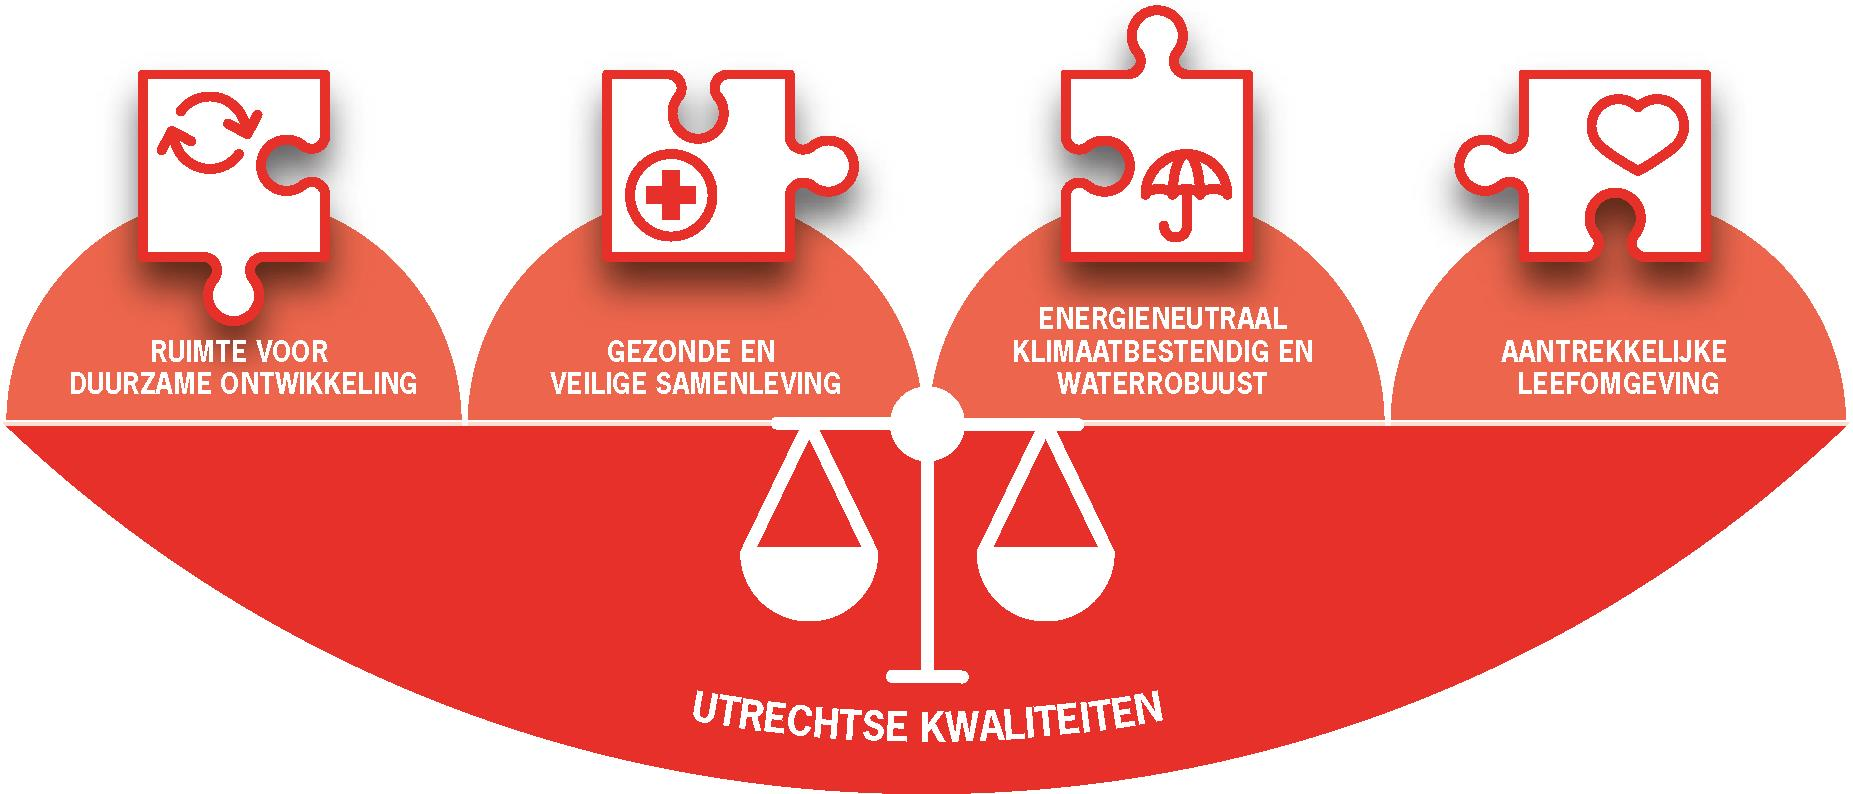 RUIMTE VOOR
DUURZAME ONTWIKKELING
GEZONDE EN
VEILIGE SAMENLEVING
ENERGIENEUTRAAL
KLIMAATBESTENDIG EN
WATERROBUUST
AANTREKKELIJKE
LEEFOMGEVING
UTRECHTSE KWALITEITEN